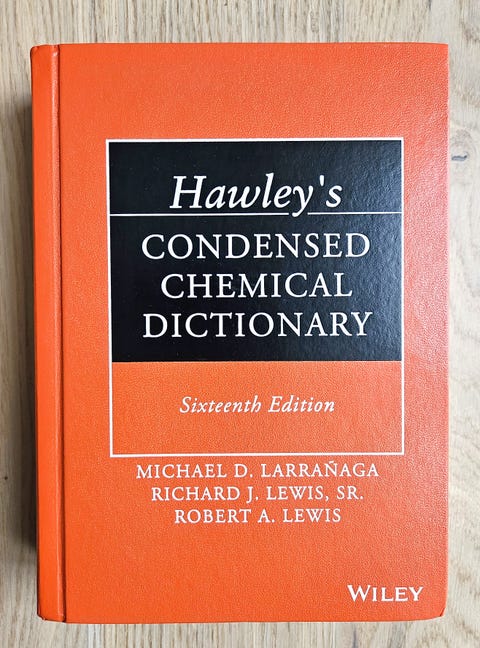 Hawley's
CONDENSED
CHEMICAL
DICTIONARY
Sixteenth Edition
MICHAEL D. LARRAÑAGA
RICHARD J. LEWIS, SR.
ROBERT A. LEWIS
WILEY